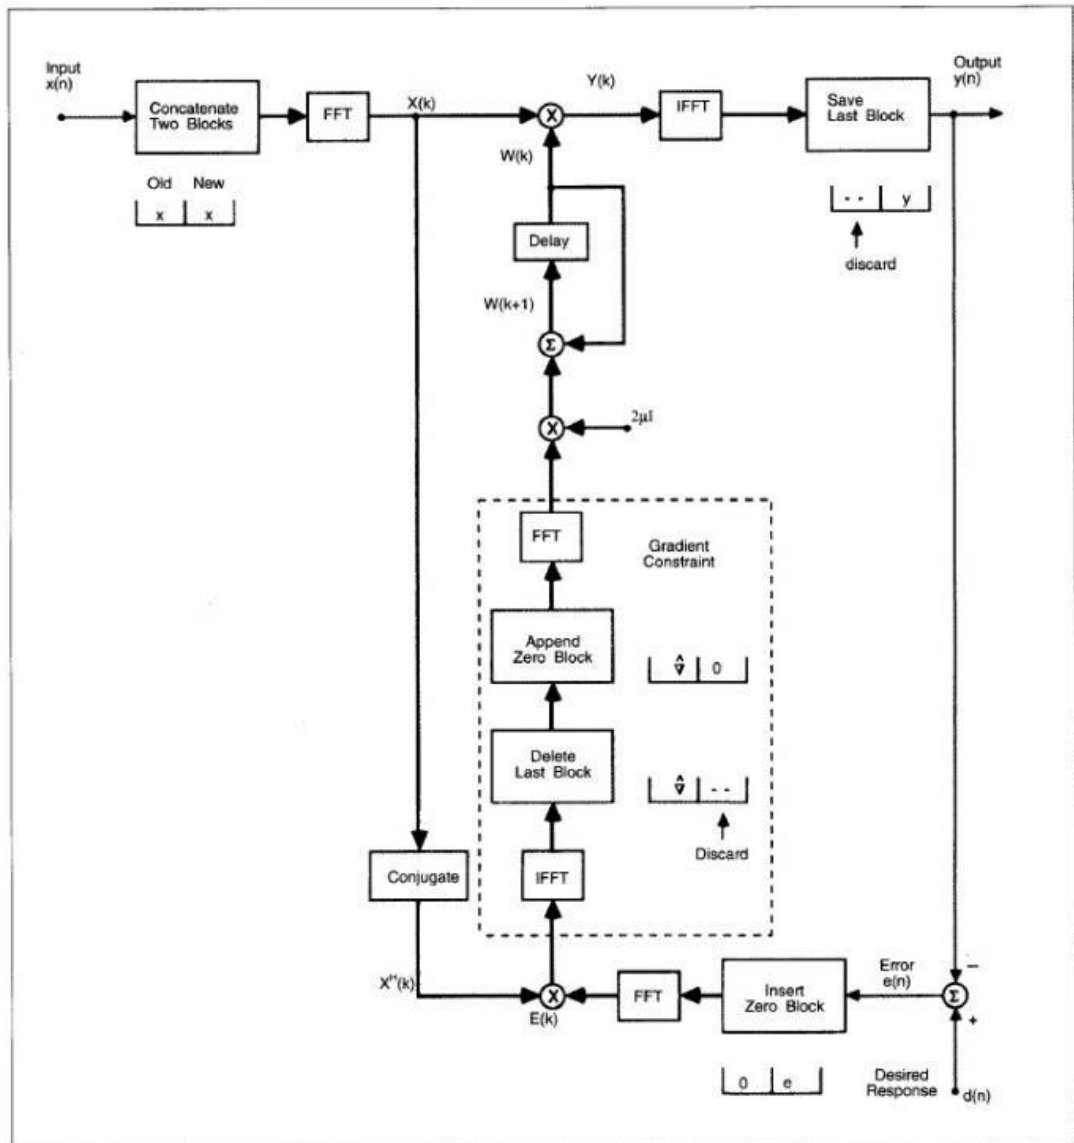 Input
x(n)
Concatenate
Two Blocks
FFT
X(k)
Y(k)
IFFT
Save
Last Block
Output
y(n)
W(k)
Old New
x x
- - y
discard
Delay
W(k+1)
Σ
X
2μI
FFT
Gradient
Constraint
Append
Zero Block
∇̂ 0
Delete
Last Block
∇̂ - -
Discard
Conjugate
IFFT
X^H(k)
X
E(k)
FFT
Insert
Zero Block
Error
e(n)
−
Σ
+
0 e
Desired
Response
d(n)
X